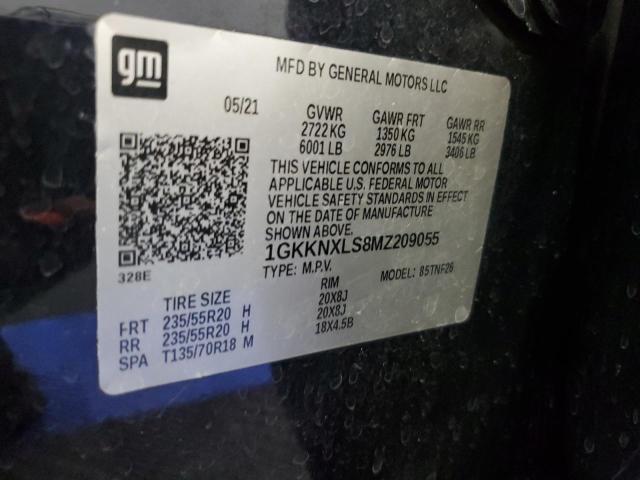 gm
MFD BY GENERAL MOTORS LLC
05/21 GVWR GAWR FRT GAWR RR
2722 KG 1350 KG 1545 KG
6001 LB 2976 LB 3406 LB
THIS VEHICLE CONFORMS TO ALL
APPLICABLE U.S. FEDERAL MOTOR
VEHICLE SAFETY STANDARDS IN EFFECT
ON THE DATE OF MANUFACTURE
SHOWN ABOVE.
1GKKNXLS8MZ209055
328E TYPE: M.P.V. MODEL: 85TNF26
TIRE SIZE RIM
FRT 235/55R20 H 20X8J
RR 235/55R20 H 20X8J
SPA T135/70R18 M 18X4.5B